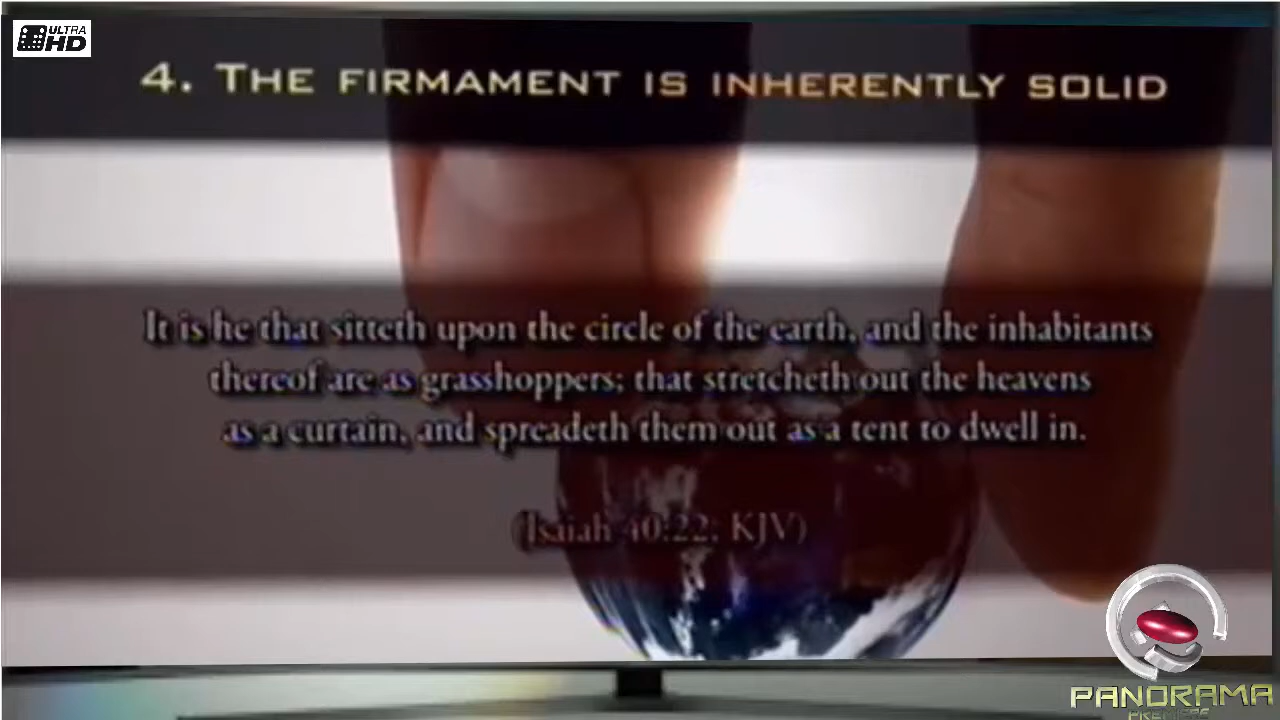 ULTRA
HD
4. THE FIRMAMENT IS INHERENTLY SOLID
It is he that sitteth upon the circle of the earth, and the inhabitants
thereof are as grasshoppers; that stretcheth out the heavens
as a curtain, and spreadeth them out as a tent to dwell in.
(Isaiah 40:22; KJV)
PANORAMA
PREMIERE